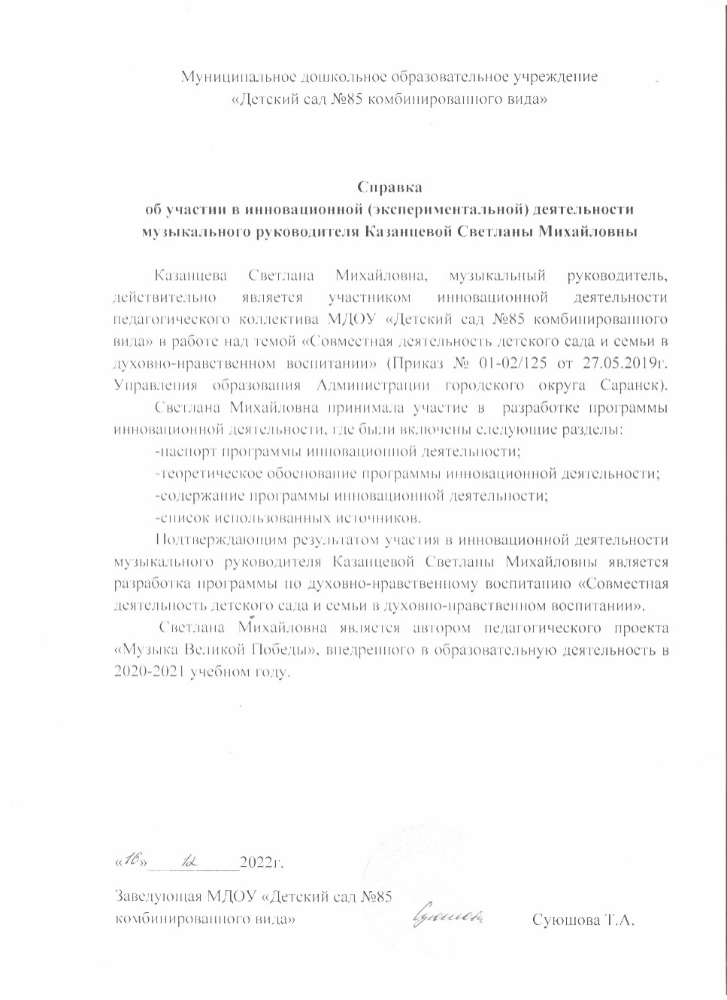 Муниципальное дошкольное образовательное учреждение
«Детский сад №85 комбинированного вида»
Справка
об участии в инновационной (экспериментальной) деятельности
музыкального руководителя Казанцевой Светланы Михайловны
Казанцева Светлана Михайловна, музыкальный руководитель,
действительно является участником инновационной деятельности
педагогического коллектива МДОУ «Детский сад №85 комбинированного
вида» в работе над темой «Совместная деятельность детского сада и семьи в
духовно-нравственном воспитании» (Приказ № 01-02/125 от 27.05.2019г.
Управления образования Администрации городского округа Саранск).
Светлана Михайловна принимала участие в разработке программы
инновационной деятельности, где были включены следующие разделы:
-паспорт программы инновационной деятельности;
-теоретическое обоснование программы инновационной деятельности;
-содержание программы инновационной деятельности;
-список использованных источников.
Подтверждающим результатом участия в инновационной деятельности
музыкального руководителя Казанцевой Светланы Михайловны является
разработка программы по духовно-нравственному воспитанию «Совместная
деятельность детского сада и семьи в духовно-нравственном воспитании».
Светлана Михайловна является автором педагогического проекта
«Музыка Великой Победы», внедренного в образовательную деятельность в
2020-2021 учебном году.
«16» 12 2022г.
Заведующая МДОУ «Детский сад №85
комбинированного вида» Суюшова Суюшова Т.А.